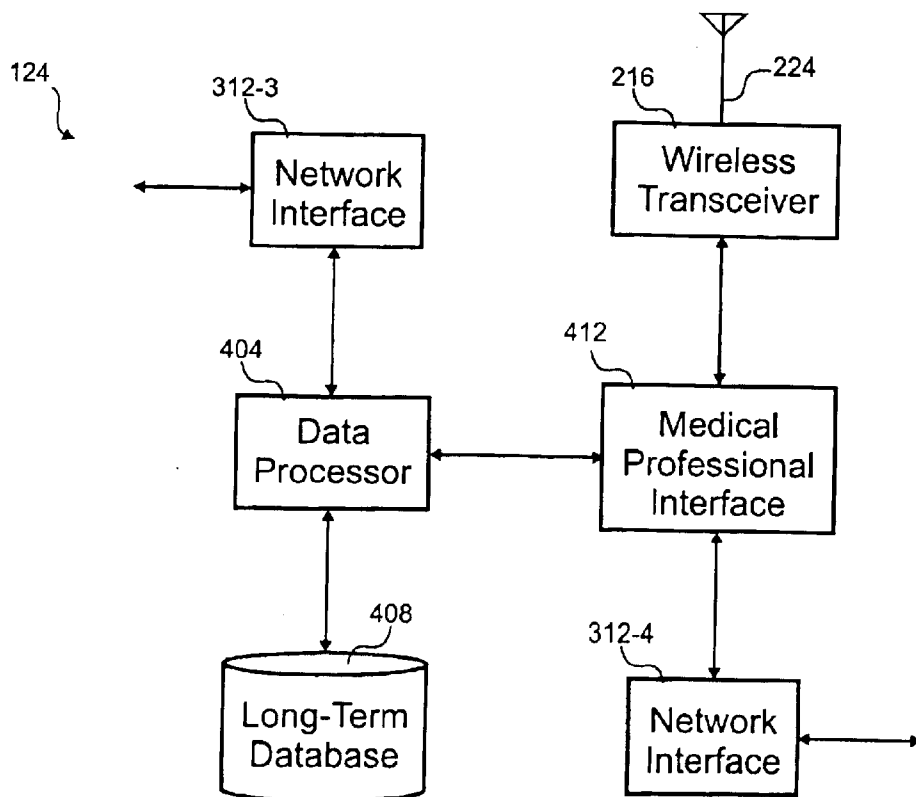 124
312-3
Network
Interface
216
224
Wireless
Transceiver
404
Data
Processor
412
Medical
Professional
Interface
408
Long-Term
Database
312-4
Network
Interface